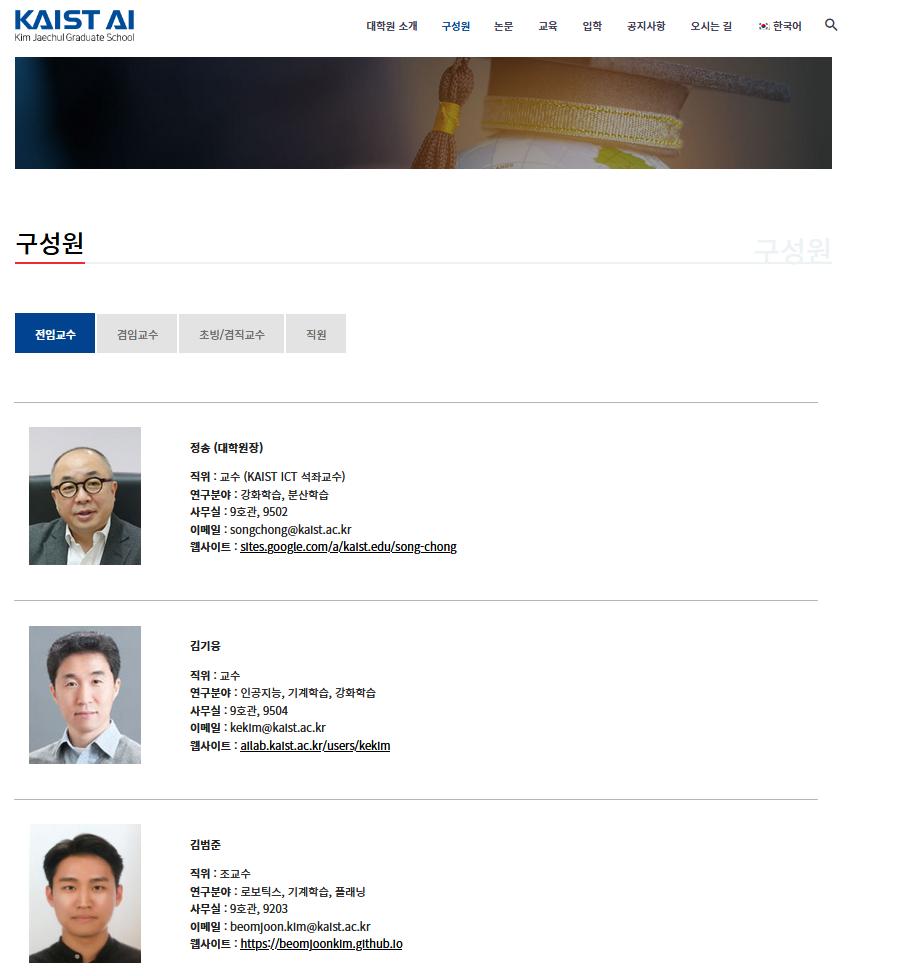 KAIST AI
Kim Jaechul Graduate School
대학원 소개 구성원 논문 교육 입학 공지사항 오시는 길 한국어
구성원
구성원
전임교수 겸임교수 초빙/겸직교수 직원
정송 (대학원장)
직위 : 교수 (KAIST ICT 석좌교수)
연구분야 : 강화학습, 분산학습
사무실 : 9호관, 9502
이메일 : songchong@kaist.ac.kr
웹사이트 : sites.google.com/a/kaist.edu/song-chong
김기응
직위 : 교수
연구분야 : 인공지능, 기계학습, 강화학습
사무실 : 9호관, 9504
이메일 : kekim@kaist.ac.kr
웹사이트 : ailab.kaist.ac.kr/users/kekim
김범준
직위 : 조교수
연구분야 : 로보틱스, 기계학습, 플래닝
사무실 : 9호관, 9203
이메일 : beomjoon.kim@kaist.ac.kr
웹사이트 : https://beomjoonkim.github.io